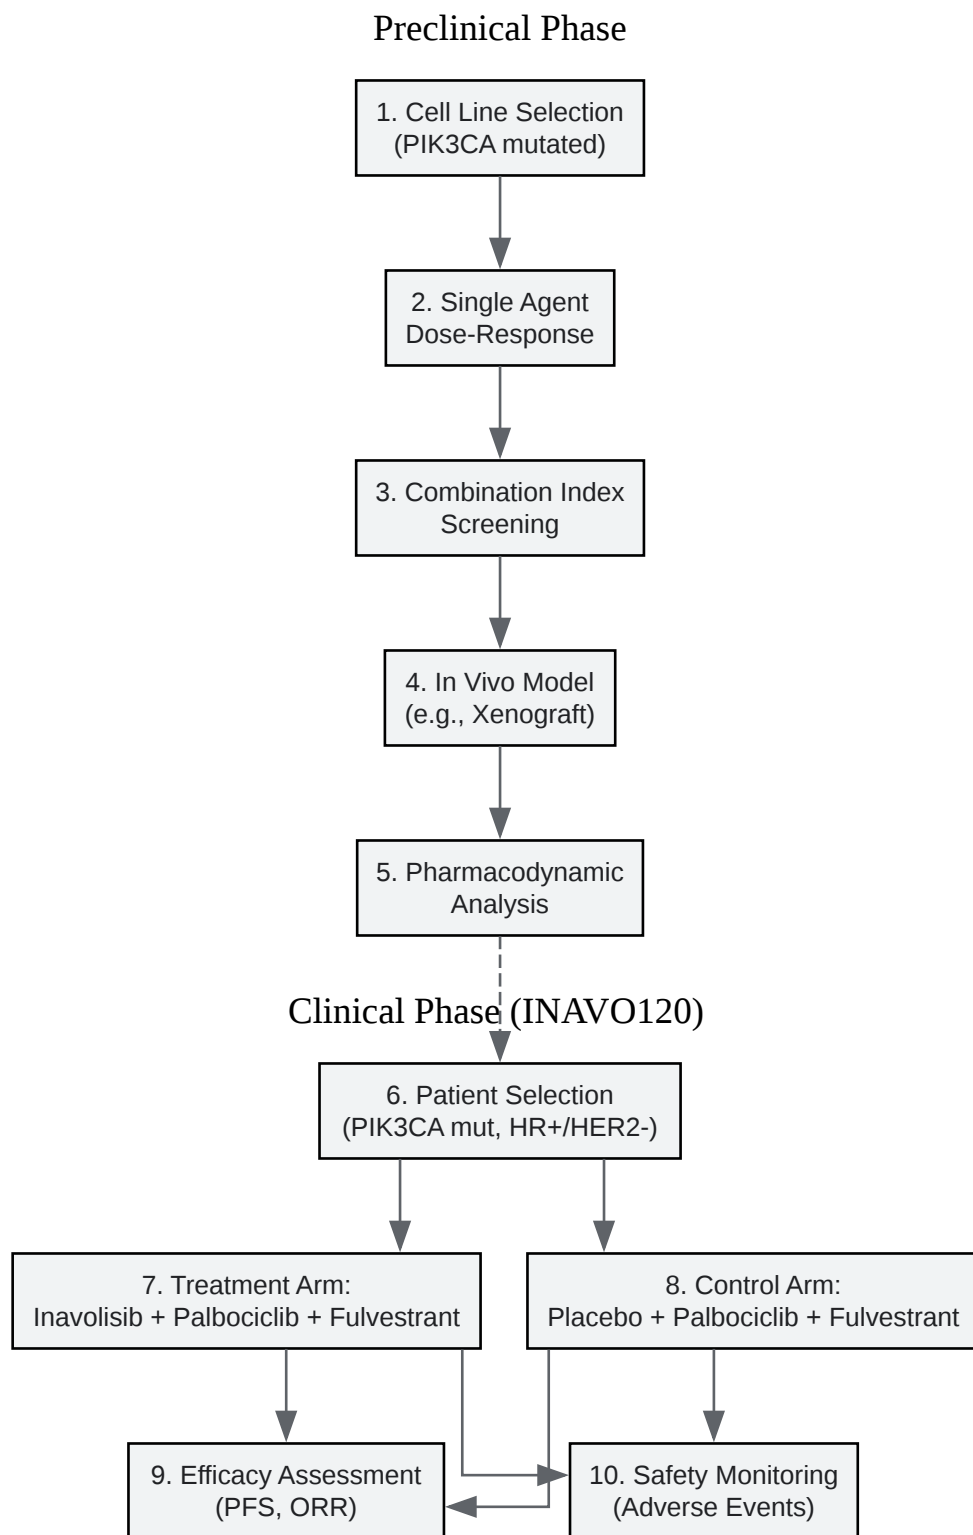 Preclinical Phase
1. Cell Line Selection
(PIK3CA mutated)
2. Single Agent
Dose-Response
3. Combination Index
Screening
4. In Vivo Model
(e.g., Xenograft)
5. Pharmacodynamic
Analysis
Clinical Phase (INAVO120)
6. Patient Selection
(PIK3CA mut, HR+/HER2-)
7. Treatment Arm:
Inavolisib + Palbociclib + Fulvestrant
8. Control Arm:
Placebo + Palbociclib + Fulvestrant
9. Efficacy Assessment
(PFS, ORR)
10. Safety Monitoring
(Adverse Events)